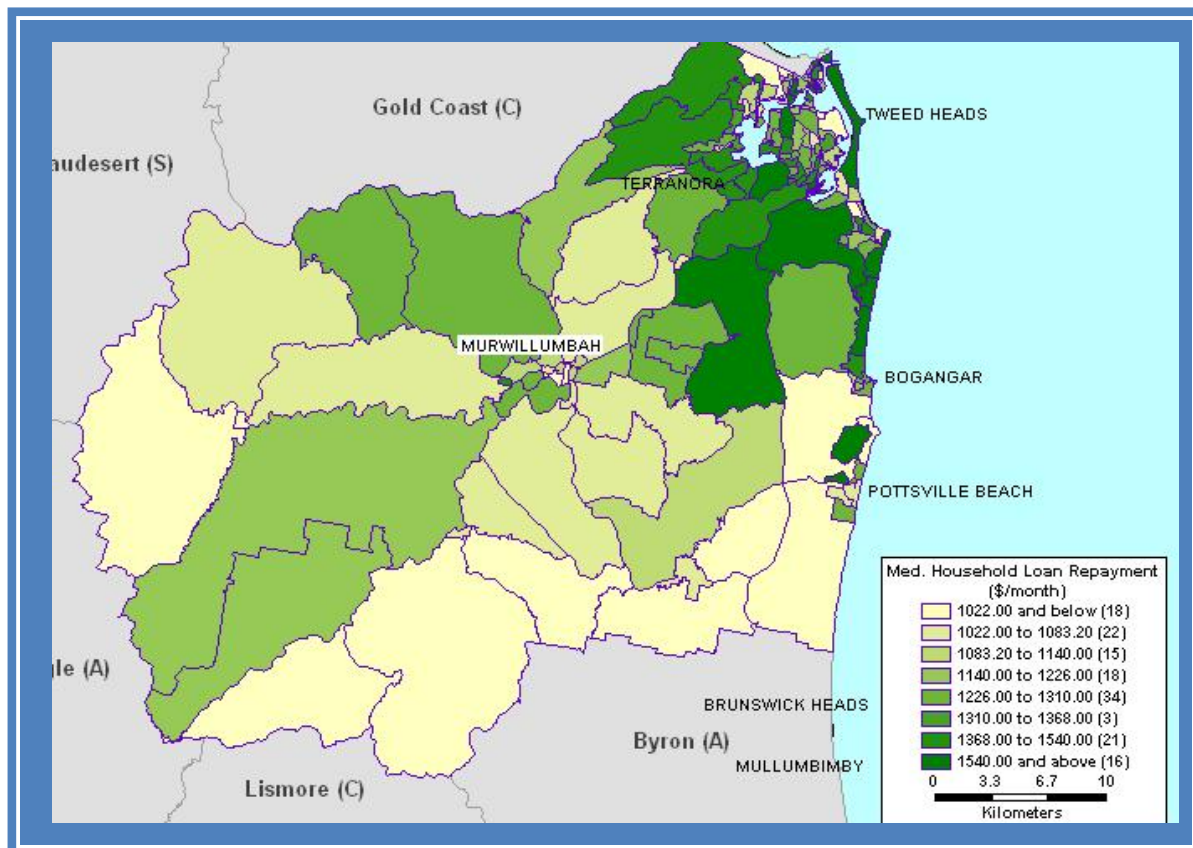 Gold Coast (C)
TWEED HEADS
audesert (S)
TERRANORA
MURWILLUMBAH
BOGANGAR
POTTSVILLE BEACH
Med. Household Loan Repayment
($/month)
1022.00 and below (18)
1022.00 to 1083.20 (22)
1083.20 to 1140.00 (15)
1140.00 to 1226.00 (18)
1226.00 to 1310.00 (34)
1310.00 to 1368.00 (3)
1368.00 to 1540.00 (21)
1540.00 and above (16)
0 3.3 6.7 10
Kilometers
gle (A)
BRUNSWICK HEADS
Byron (A)
MULLUMBIMBY
Lismore (C)